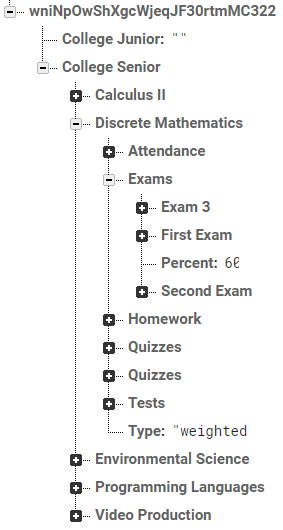 wniNpOwShXgcWjeqJF30rtmMC322
College Junior: ""
College Senior
Calculus II
Discrete Mathematics
Attendance
Exams
Exam 3
First Exam
Percent: 60
Second Exam
Homework
Quizzes
Quizzes
Tests
Type: "weighted
Environmental Science
Programming Languages
Video Production